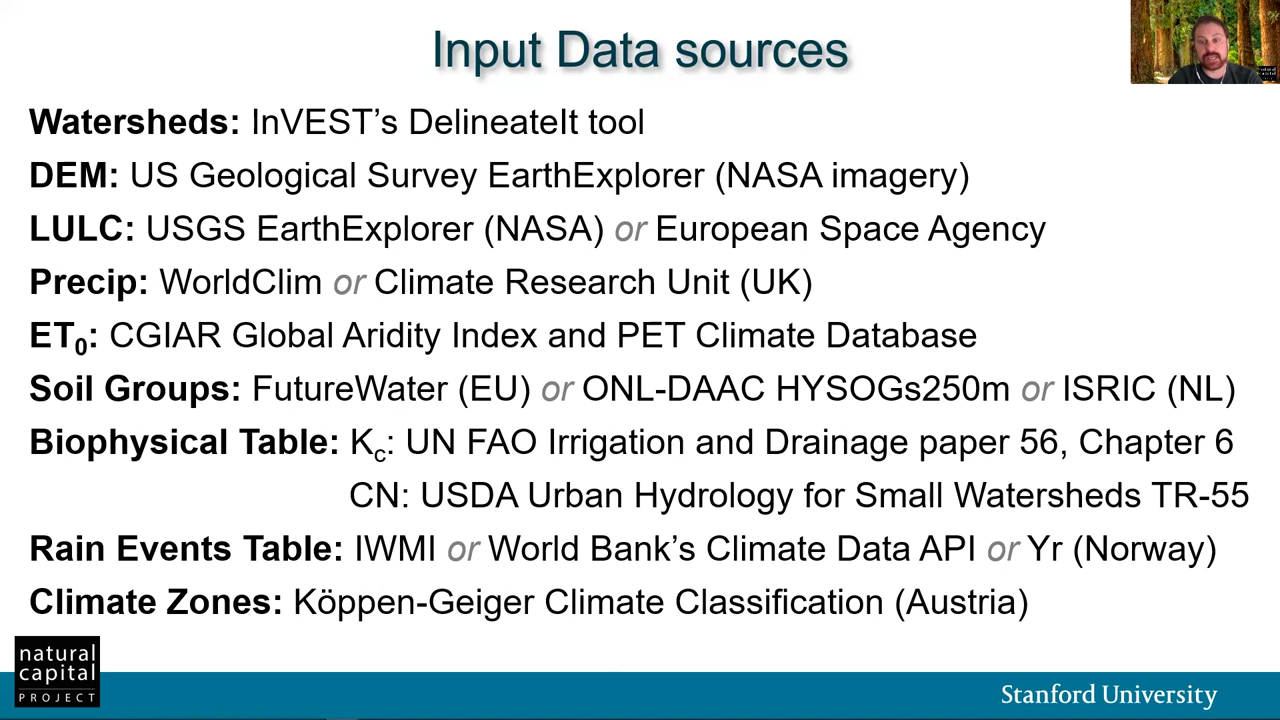 Input Data sources
Watersheds: InVEST’s DelineateIt tool
DEM: US Geological Survey EarthExplorer (NASA imagery)
LULC: USGS EarthExplorer (NASA) or European Space Agency
Precip: WorldClim or Climate Research Unit (UK)
ET0: CGIAR Global Aridity Index and PET Climate Database
Soil Groups: FutureWater (EU) or ONL-DAAC HYSOGs250m or ISRIC (NL)
Biophysical Table: Kc: UN FAO Irrigation and Drainage paper 56, Chapter 6
CN: USDA Urban Hydrology for Small Watersheds TR-55
Rain Events Table: IWMI or World Bank’s Climate Data API or Yr (Norway)
Climate Zones: Köppen-Geiger Climate Classification (Austria)
natural
capital
PROJECT
Stanford University